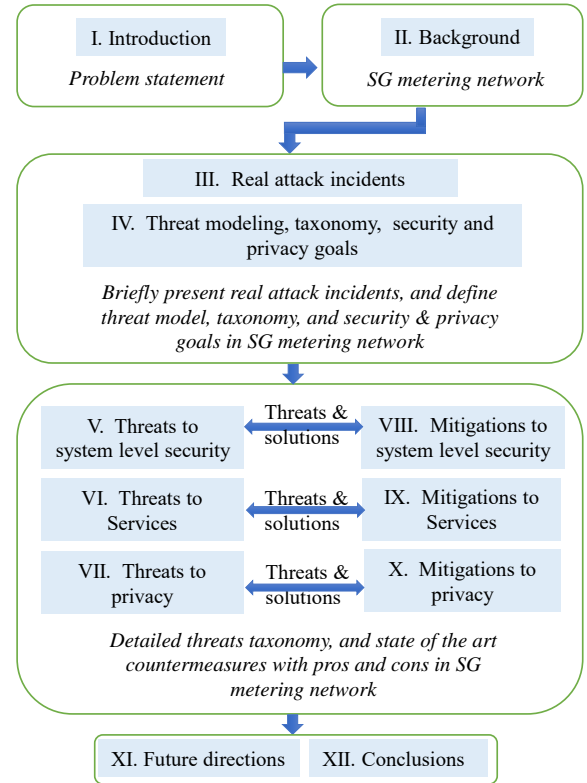 I. Introduction
Problem statement
II. Background
SG metering network
III. Real attack incidents
IV. Threat modeling, taxonomy, security and
privacy goals
Briefly present real attack incidents, and define
threat model, taxonomy, and security & privacy
goals in SG metering network
V. Threats to
system level security
Threats &
solutions
VIII. Mitigations to
system level security
VI. Threats to
Services
Threats &
solutions
IX. Mitigations to
Services
VII. Threats to
privacy
Threats &
solutions
X. Mitigations to
privacy
Detailed threats taxonomy, and state of the art
countermeasures with pros and cons in SG
metering network
XI. Future directions
XII. Conclusions